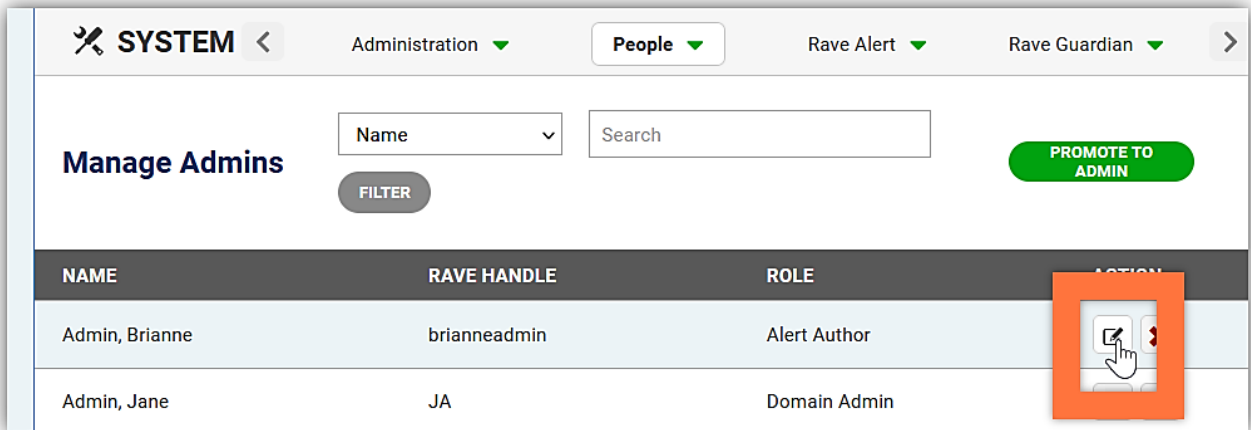 SYSTEM
Administration People Rave Alert Rave Guardian
Name Search
Manage Admins
PROMOTE TO
ADMIN
FILTER
NAME RAVE HANDLE ROLE ACTION
Admin, Brianne brianneadmin Alert Author
Admin, Jane JA Domain Admin